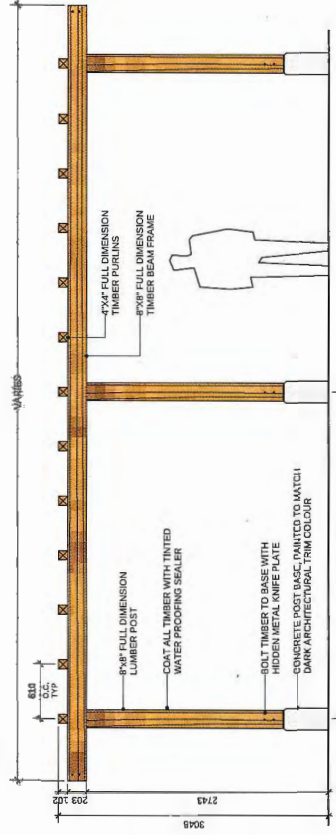 VARIES
610
O.C.
TYP
4"X4" FULL DIMENSION
TIMBER PURLINS
8"X8" FULL DIMENSION
TIMBER BEAM FRAME
8"x8" FULL DIMENSION
LUMBER POST
COAT ALL TIMBER WITH TINTED
WATER PROOFING SEALER
BOLT TIMBER TO BASE WITH
HIDDEN METAL KNIFE PLATE
CONCRETE POST BASE, PAINTED TO MATCH
DARK ARCHITECTURAL TRIM COLOUR
203 102
2743
3048